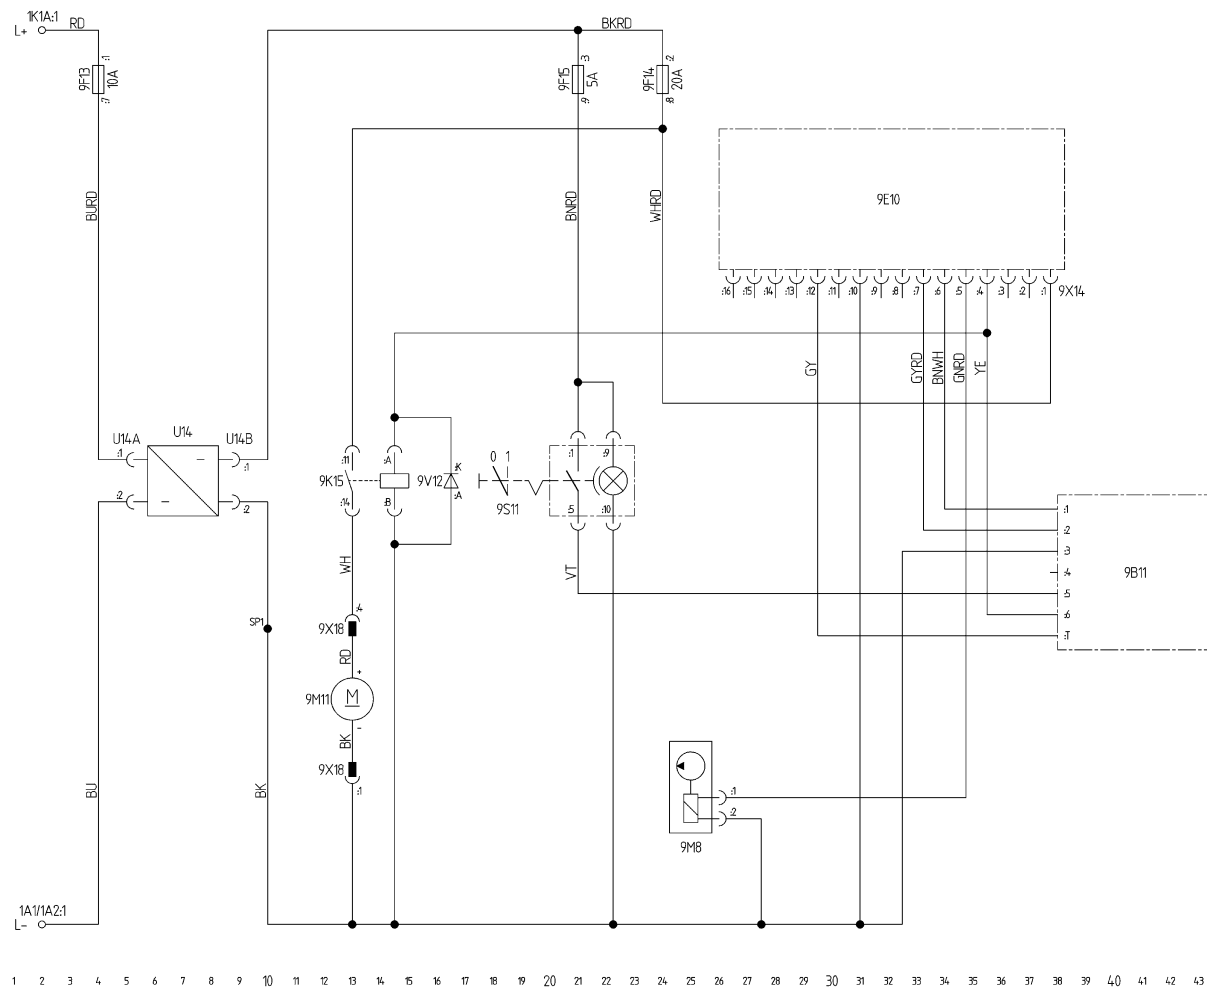 1K1A:1
RD
L+
BKRD
:1
9F13
10A
:7
:3
9F15
5A
:9
:2
9F14
20A
:8
BURD
BNRD
WHRD
9E10
:16 :15 :14 :13 :12 :11 :10 :9 :8 :7 :6 :5 :4 :3 :2 :1 9X14
GY
GYRD
BNWH
GNRD
YE
U14A
U14
U14B
:1
:1
:2
:2
:11
9K15
:14
:A
:B
9V12
:K
:A
0 1
9S11
:1
:9
:5
:10
:1
:2
:3
:4
9B11
:5
:6
:T
WH
VT
:4
9X18
SP1
RD
+
9M11
M
-
BK
9X18
:1
BU
BK
:1
:2
9M8
1A1/1A2:1
L-
1 2 3 4 5 6 7 8 9 10 11 12 13 14 15 16 17 18 19 20 21 22 23 24 25 26 27 28 29 30 31 32 33 34 35 36 37 38 39 40 41 42 43